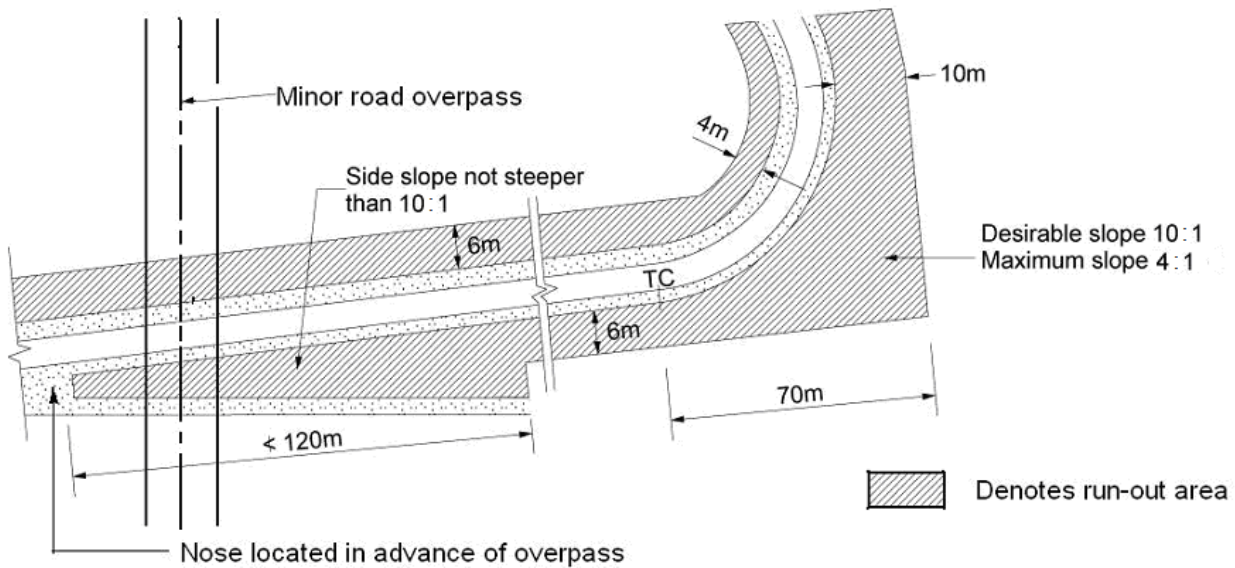 Minor road overpass
10m
4m
Side slope not steeper
than 10:1
6m
Desirable slope 10:1
Maximum slope 4:1
TC
6m
70m
≮ 120m
Denotes run-out area
Nose located in advance of overpass